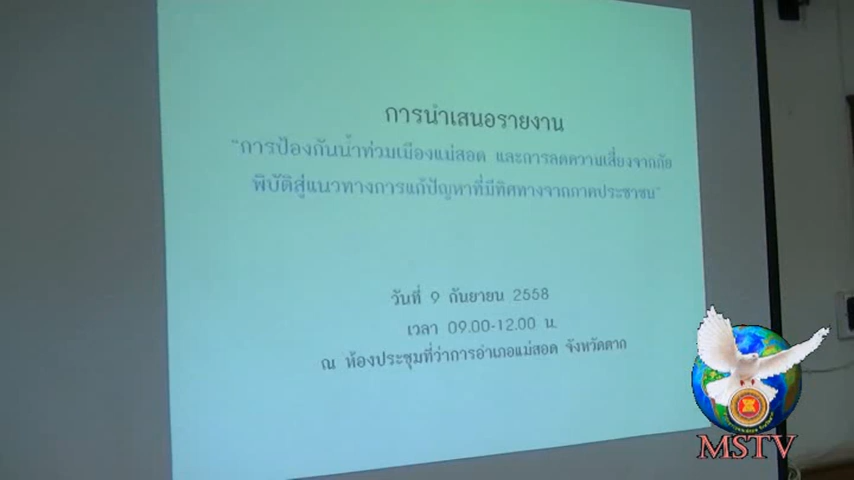 การนำเสนอรายงาน
"การป้องกันน้ำท่วมเมืองแม่สอด และการลดความเสี่ยงจากภัย
พิบัติสู่แนวทางการแก้ปัญหาที่มีทิศทางจากภาคประชาชน"
วันที่ 9 กันยายน 2558
เวลา 09.00-12.00 น.
ณ ห้องประชุมที่ว่าการอำเภอแม่สอด จังหวัดตาก
MSTV